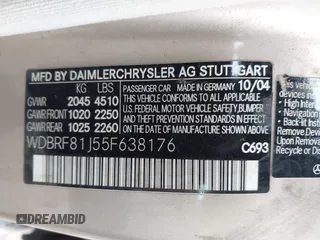 MFD BY DAIMLERCHRYSLER AG STUTTGART
PASSENGER CAR MADE IN GERMANY 10/04
KG LBS
GVWR 2045 4510
GAWR FRONT 1020 2250
GAWR REAR 1025 2260
THIS VEHICLE CONFORMS TO ALL APPLICABLE U.S. FEDERAL MOTOR VEHICLE SAFETY, BUMPER AND THEFT PREVENTION STANDARDS IN EFFECT ON THE DATE OF MANUFACTURE SHOWN ABOVE
WDBRF81J55F638176
C693